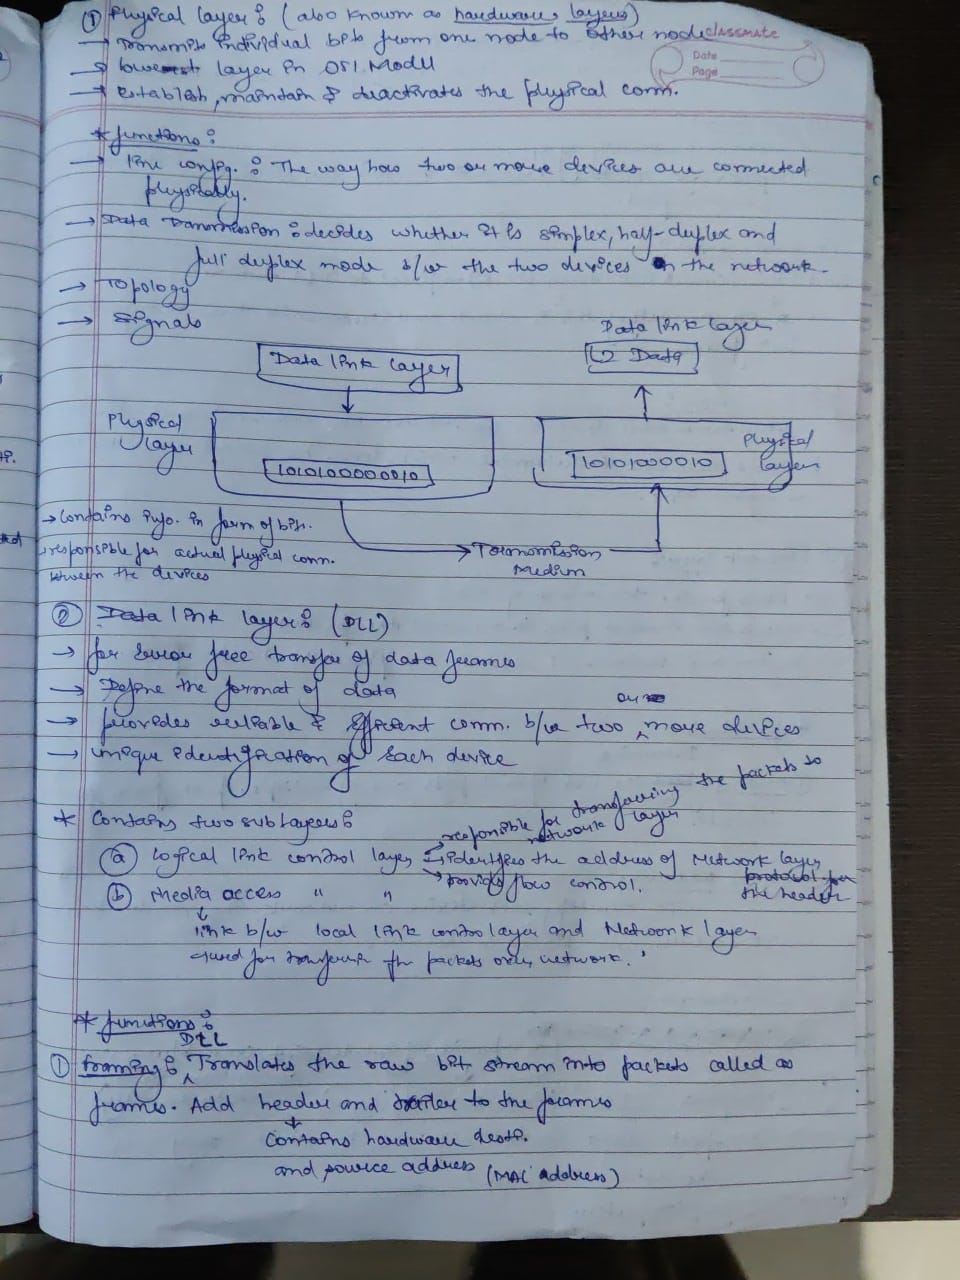 ① Physical layer : (also known as hardware layers)
classmate
Date
Page
→ Transmits individual bits from one node to other node
→ lowest layer in OSI Modul
→ Establish, maintain & deactivates the physical conn.
* functions :
→ line config. : The way how two or more devices are connected
physically.
→ Data Transmission : decides whether it is simplex, half-duplex and
full duplex mode b/w the two devices on the network.
→ Topology
→ Signals
Data link layer
Data
Data link layer
Physical
layer
1010100000010
Physical
layer
10101000010
→ Contains info. in form of bits.
→ responsible for actual physical conn.
between the devices
Transmission
Medium
② Data link layer : (DLL)
→ for Error free transfer of data frames
→ Define the format of data
→ provides reliable & efficient comm. b/w two or more devices
→ unique identification of Each device
* Contains two sub layers :
→ responsible for transferring the packets to
network layer
(a) logical link control layer → identifies the address of Network layer
protocol for
the header
→ provide flow control.
(b) Media access " "
↓
link b/w local link control layer and Network layer
used for transferring the packets over network.
* functions :
① framing : DLL Translates the raw bit stream into packets called as
frames. Add header and trailer to the frames
↓
Contains hardware desti.
and source address (MAC address)